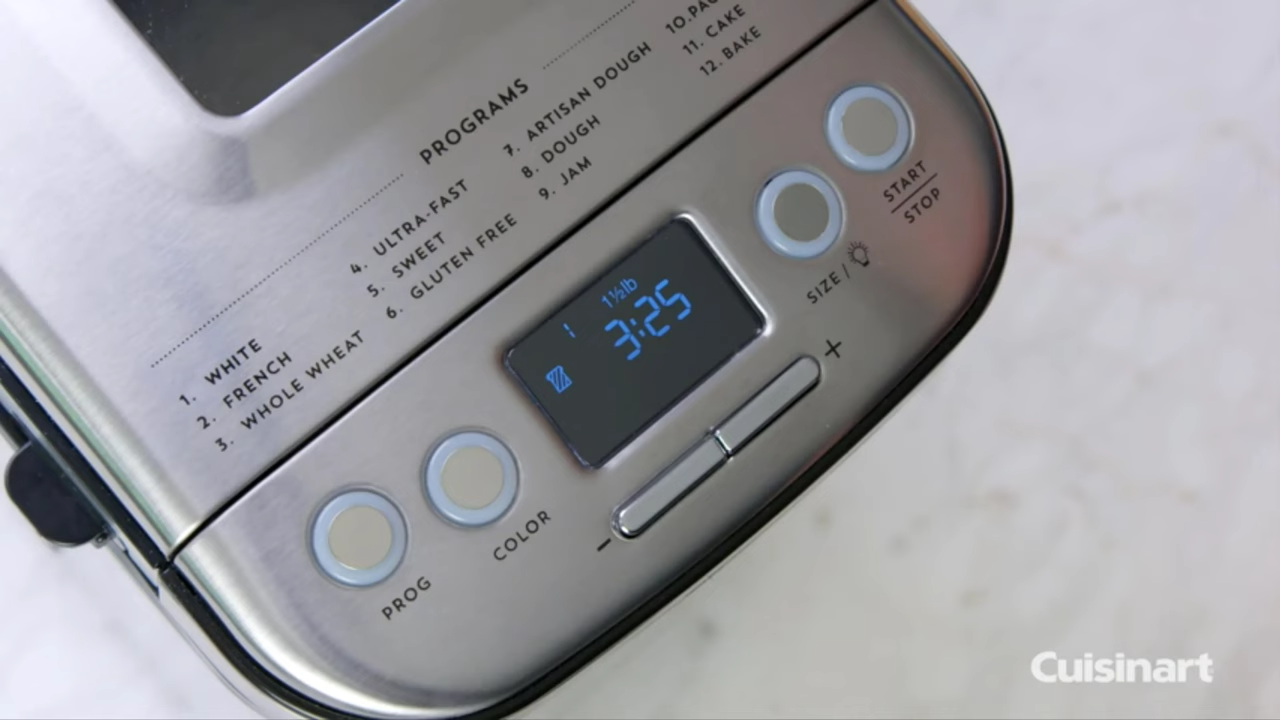 PROGRAMS
1. WHITE
2. FRENCH
3. WHOLE WHEAT
4. ULTRA-FAST
5. SWEET
6. GLUTEN FREE
7. ARTISAN DOUGH
8. DOUGH
9. JAM
10.
11. CAKE
12. BAKE
1½lb
1
3:25
PROG
COLOR
- +
SIZE /
START
STOP
Cuisinart